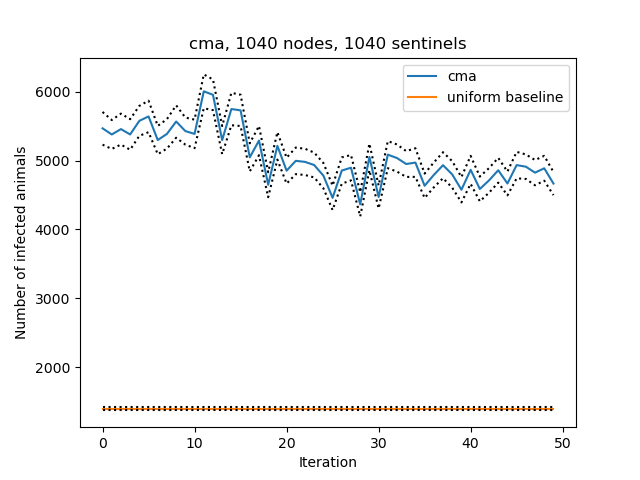 cma, 1040 nodes, 1040 sentinels
cma
uniform baseline
6000
5000
4000
3000
2000
Number of infected animals
0
10
20
30
40
50
Iteration